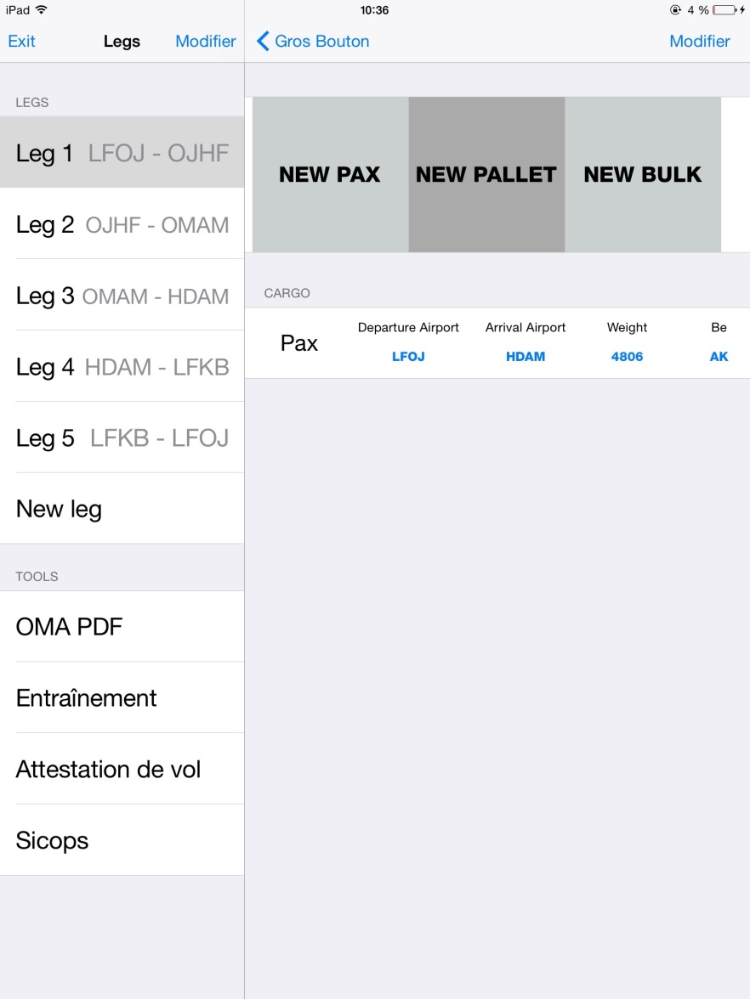 iPad 10:36 4 %
Exit Legs Modifier
Gros Bouton Modifier
LEGS
Leg 1 LFOJ - OJHF
Leg 2 OJHF - OMAM
Leg 3 OMAM - HDAM
Leg 4 HDAM - LFKB
Leg 5 LFKB - LFOJ
New leg
TOOLS
OMA PDF
Entraînement
Attestation de vol
Sicops
NEW PAX NEW PALLET NEW BULK
CARGO
Pax
Departure Airport Arrival Airport Weight Be
LFOJ HDAM 4806 AK